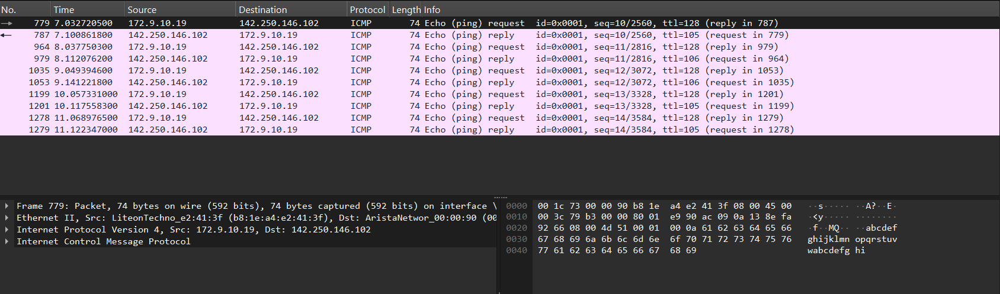 No. Time Source Destination Protocol Length Info
779 7.032720500 172.9.10.19 142.250.146.102 ICMP 74 Echo (ping) request id=0x0001, seq=10/2560, ttl=128 (reply in 787)
787 7.100861800 142.250.146.102 172.9.10.19 ICMP 74 Echo (ping) reply id=0x0001, seq=10/2560, ttl=105 (request in 779)
964 8.037750300 172.9.10.19 142.250.146.102 ICMP 74 Echo (ping) request id=0x0001, seq=11/2816, ttl=128 (reply in 979)
979 8.112076200 142.250.146.102 172.9.10.19 ICMP 74 Echo (ping) reply id=0x0001, seq=11/2816, ttl=106 (request in 964)
1035 9.049394600 172.9.10.19 142.250.146.102 ICMP 74 Echo (ping) request id=0x0001, seq=12/3072, ttl=128 (reply in 1053)
1053 9.141221800 142.250.146.102 172.9.10.19 ICMP 74 Echo (ping) reply id=0x0001, seq=12/3072, ttl=106 (request in 1035)
1199 10.057331000 172.9.10.19 142.250.146.102 ICMP 74 Echo (ping) request id=0x0001, seq=13/3328, ttl=128 (reply in 1201)
1201 10.117558300 142.250.146.102 172.9.10.19 ICMP 74 Echo (ping) reply id=0x0001, seq=13/3328, ttl=105 (request in 1199)
1278 11.068976500 172.9.10.19 142.250.146.102 ICMP 74 Echo (ping) request id=0x0001, seq=14/3584, ttl=128 (reply in 1279)
1279 11.122347000 142.250.146.102 172.9.10.19 ICMP 74 Echo (ping) reply id=0x0001, seq=14/3584, ttl=105 (request in 1278)
Frame 779: Packet, 74 bytes on wire (592 bits), 74 bytes captured (592 bits) on interface \
Ethernet II, Src: LiteonTechno_e2:41:3f (b8:1e:a4:e2:41:3f), Dst: AristaNetwor_00:00:90 (00
Internet Protocol Version 4, Src: 172.9.10.19, Dst: 142.250.146.102
Internet Control Message Protocol
0000 00 1c 73 00 00 90 b8 1e a4 e2 41 3f 08 00 45 00 ··s····· ··A?··E·
0010 00 3c 79 b3 00 00 80 01 e9 90 ac 09 0a 13 8e fa ·<y····· ········
0020 92 66 08 00 4d 51 00 01 00 0a 61 62 63 64 65 66 ·f··MQ·· ··abcdef
0030 67 68 69 6a 6b 6c 6d 6e 6f 70 71 72 73 74 75 76 ghijklmn opqrstuv
0040 77 61 62 63 64 65 66 67 68 69 wabcdefg hi